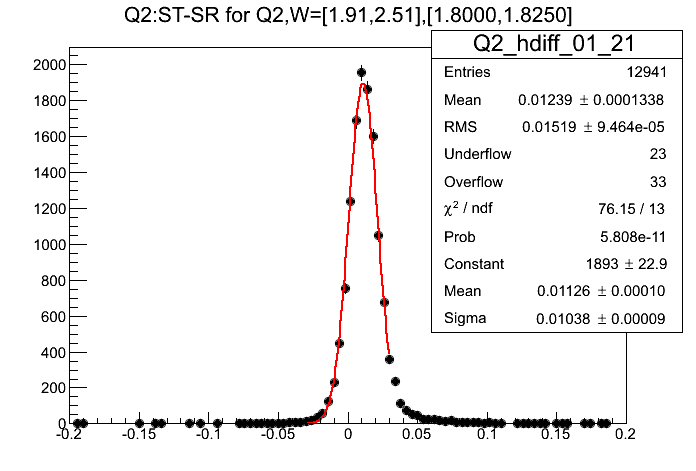 Q2:ST-SR for Q2,W=[1.91,2.51],[1.8000,1.8250]
Q2_hdiff_01_21
Entries 12941
Mean 0.01239 ± 0.0001338
RMS 0.01519 ± 9.464e-05
Underflow 23
Overflow 33
χ² / ndf 76.15 / 13
Prob 5.808e-11
Constant 1893 ± 22.9
Mean 0.01126 ± 0.00010
Sigma 0.01038 ± 0.00009
2000
1800
1600
1400
1200
1000
800
600
400
200
0
-0.2 -0.15 -0.1 -0.05 0 0.05 0.1 0.15 0.2